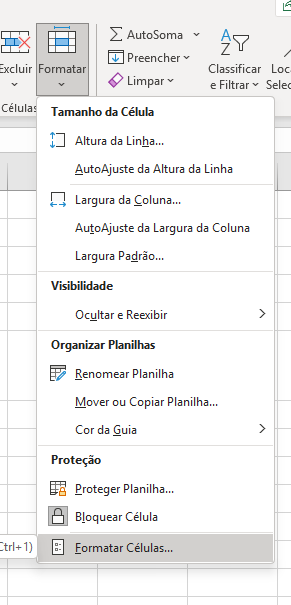 AutoSoma
Preencher
Limpar
Excluir
Formatar
Classificar
e Filtrar
Células
Tamanho da Célula
Altura da Linha...
AutoAjuste da Altura da Linha
Largura da Coluna...
AutoAjuste da Largura da Coluna
Largura Padrão...
Visibilidade
Ocultar e Reexibir
Organizar Planilhas
Renomear Planilha
Mover ou Copiar Planilha...
Cor da Guia
Proteção
Proteger Planilha...
Bloquear Célula
Ctrl+1)
Formatar Células...